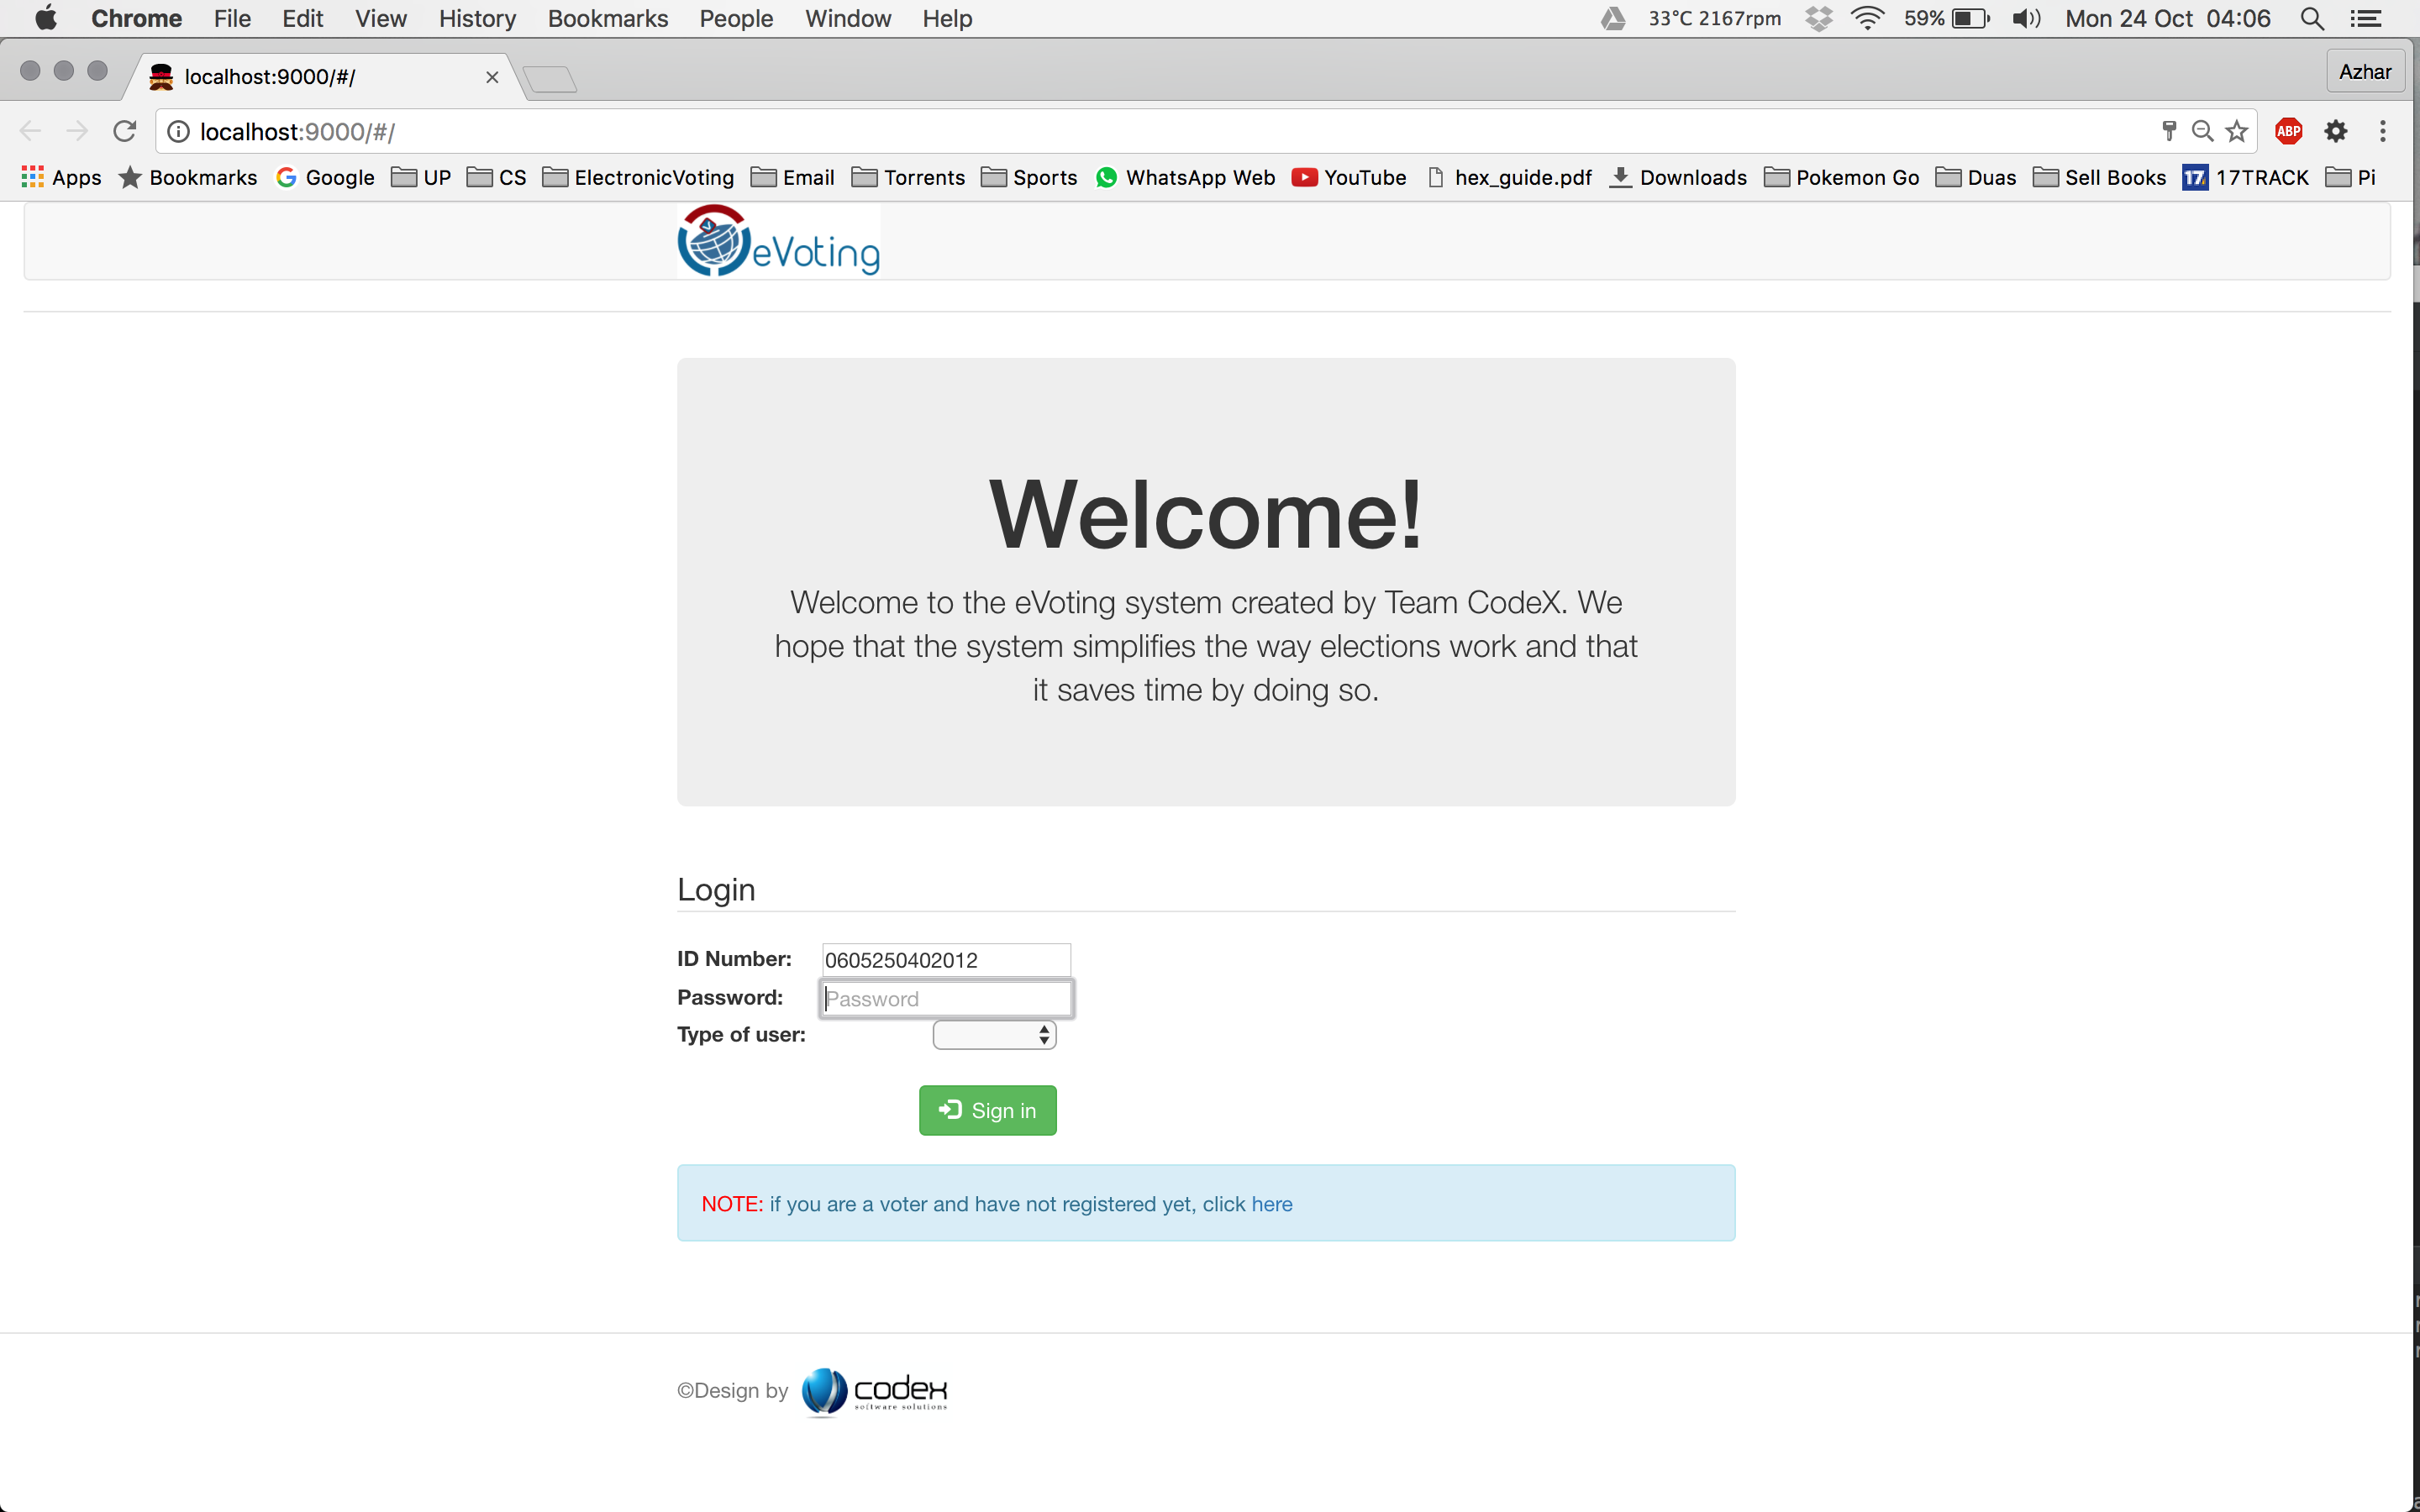 Chrome File Edit View History Bookmarks People Window Help 33°C 2167rpm 59% Mon 24 Oct 04:06
localhost:9000/#/
Azhar
localhost:9000/#/ ABP
Apps Bookmarks Google UP CS ElectronicVoting Email Torrents Sports WhatsApp Web YouTube hex_guide.pdf Downloads Pokemon Go Duas Sell Books 17 17TRACK Pi
eVoting
Welcome!
Welcome to the eVoting system created by Team CodeX. We
hope that the system simplifies the way elections work and that
it saves time by doing so.
Login
ID Number: 0605250402012
Password: Password
Type of user:
Sign in
NOTE: if you are a voter and have not registered yet, click here
©Design by codex
software solutions